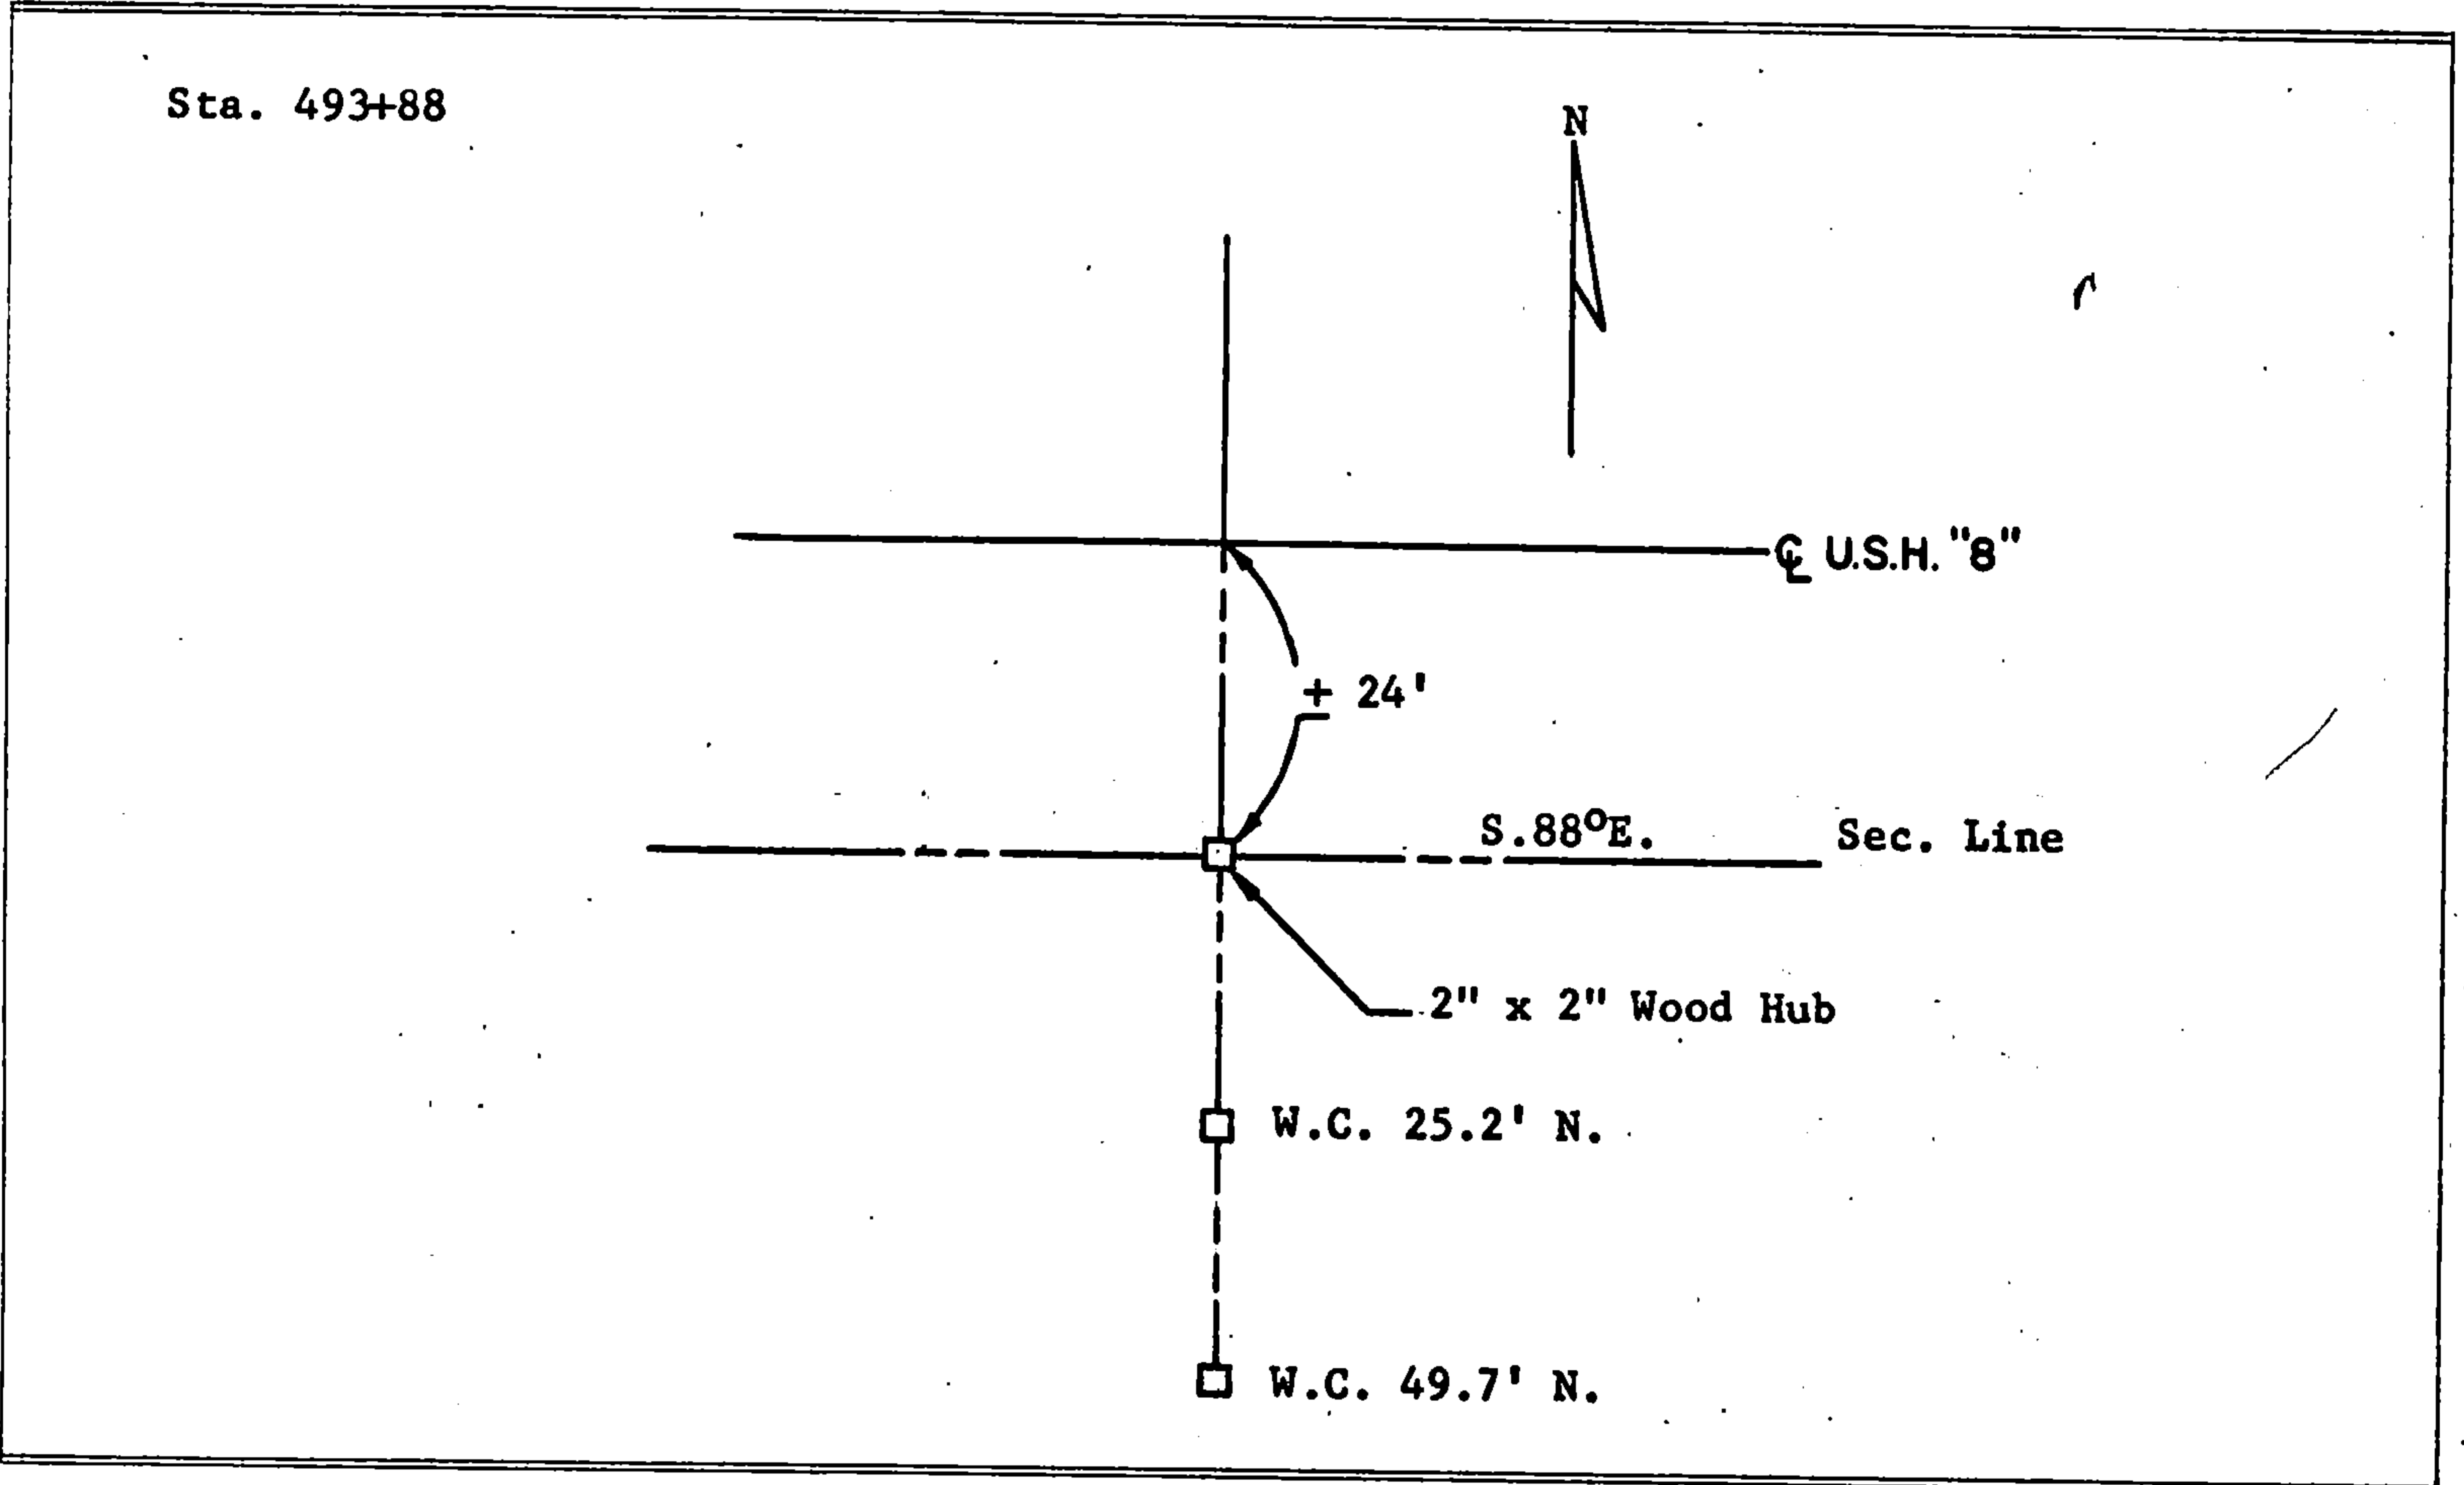 Sta. 493+88
N
℄ U.S.H. "8"
± 24'
S.88°E.
Sec. Line
2" x 2" Wood Hub
W.C. 25.2' N.
W.C. 49.7' N.